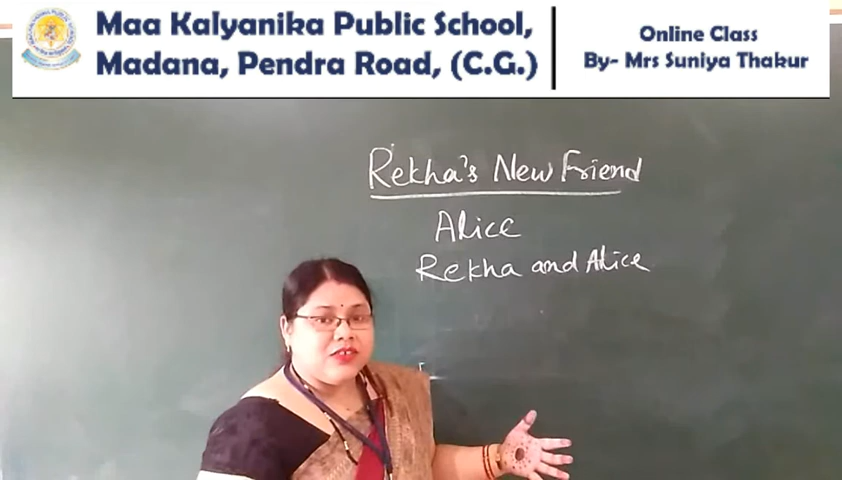 Maa Kalyanika Public School,
Madana, Pendra Road, (C.G.)
Online Class
By- Mrs Suniya Thakur
Rekha's New Friend
Alice
Rekha and Alice